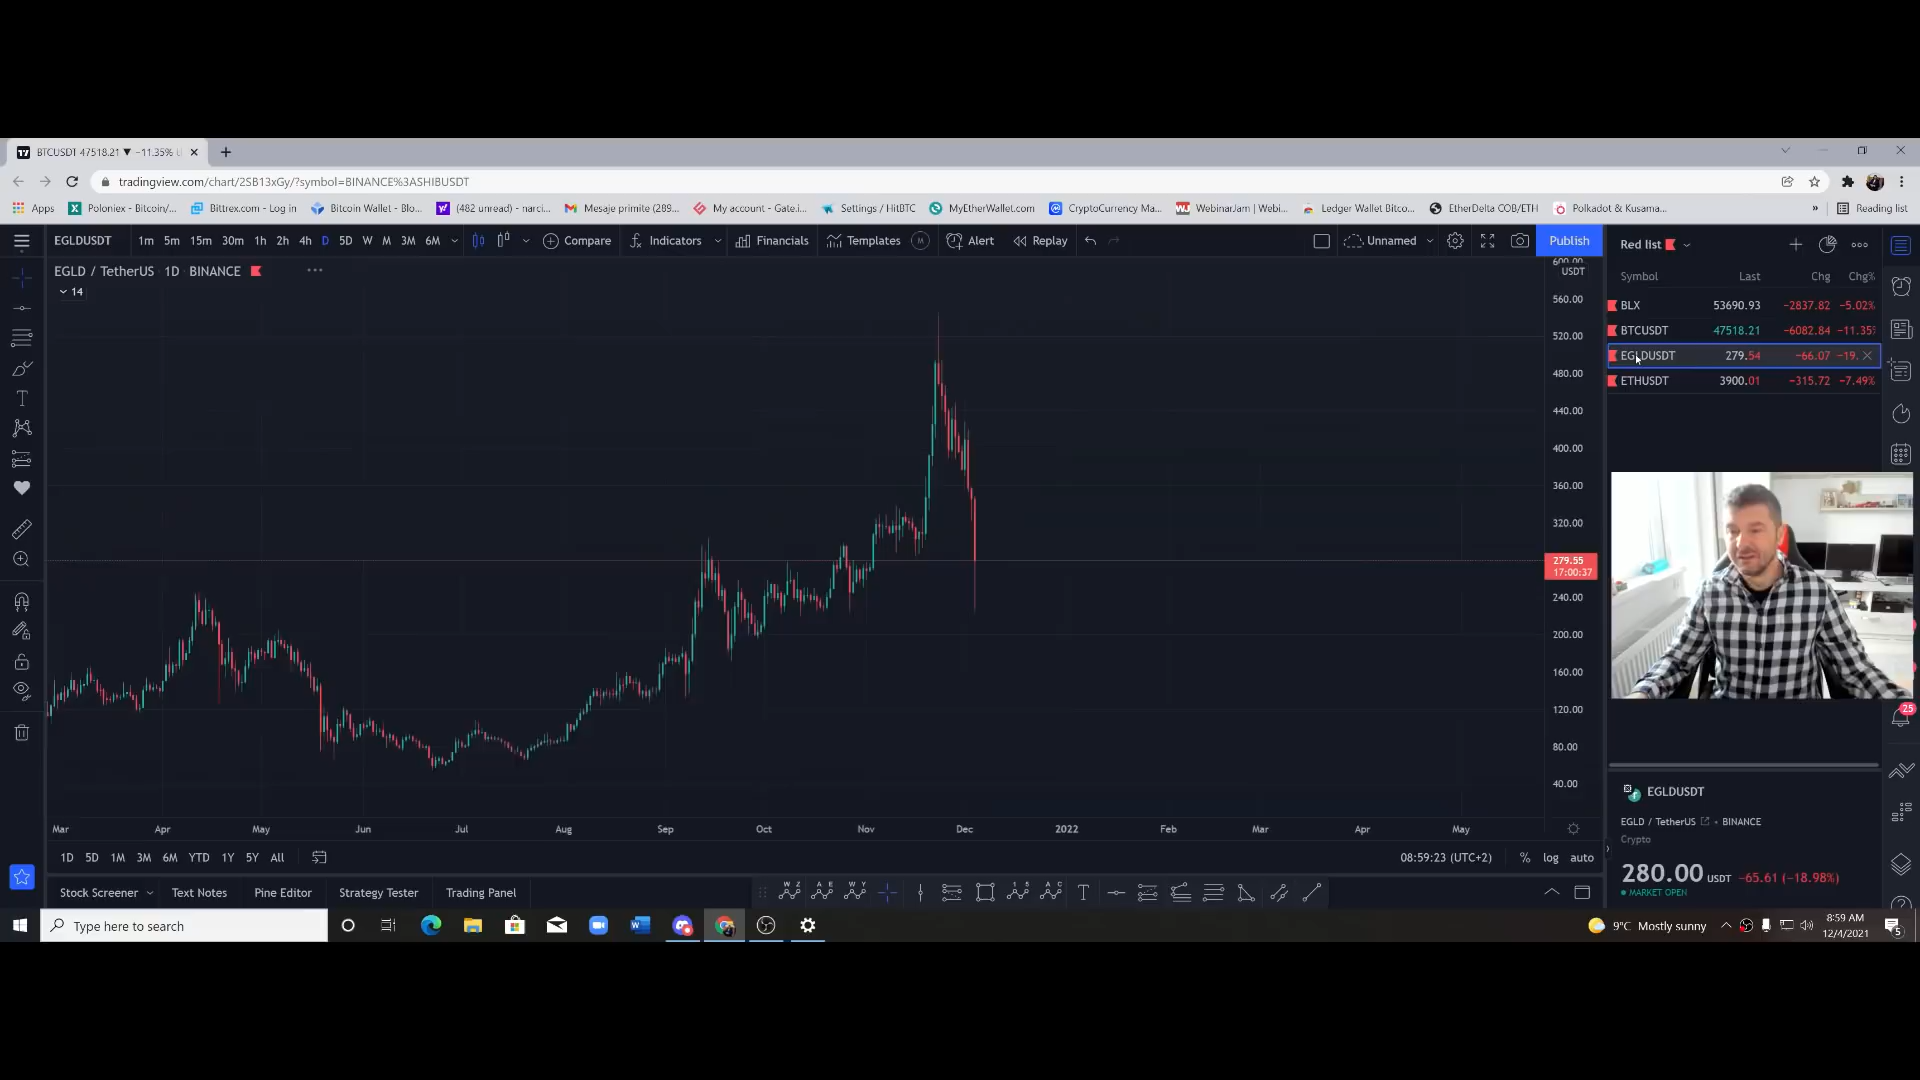 BTCUSDT 47518.21 ▼ −11.35%
tradingview.com/chart/2SB13xGy/?symbol=BINANCE%3ASHIBUSDT
Apps Poloniex - Bitcoin/... Bittrex.com - Log in Bitcoin Wallet - Blo... (482 unread) - narci... Mesaje primite (289... My account - Gate.i... Settings / HitBTC MyEtherWallet.com CryptoCurrency Ma... WebinarJam | Webi... Ledger Wallet Bitco... EtherDelta COB/ETH Polkadot & Kusama... » Reading list
EGLDUSDT 1m 5m 15m 30m 1h 2h 4h D 5D W M 3M 6M Compare Indicators Financials Templates M Alert Replay Unnamed Publish
EGLD / TetherUS 1D BINANCE
14
600.00
USDT
560.00
520.00
480.00
440.00
400.00
360.00
320.00
279.55
17:00:37
240.00
200.00
160.00
120.00
80.00
40.00
Mar Apr May Jun Jul Aug Sep Oct Nov Dec 2022 Feb Mar Apr May
1D 5D 1M 3M 6M YTD 1Y 5Y All 08:59:23 (UTC+2) % log auto
Stock Screener Text Notes Pine Editor Strategy Tester Trading Panel
Red list
Symbol Last Chg Chg%
BLX 53690.93 −2837.82 −5.02%
BTCUSDT 47518.21 −6082.84 −11.35%
EGLDUSDT 279.54 −66.07 −19.
ETHUSDT 3900.01 −315.72 −7.49%
25
EGLDUSDT
EGLD / TetherUS • BINANCE
Crypto
280.00 USDT −65.61 (−18.98%)
• MARKET OPEN
Type here to search
9°C Mostly sunny
8:59 AM
12/4/2021
5